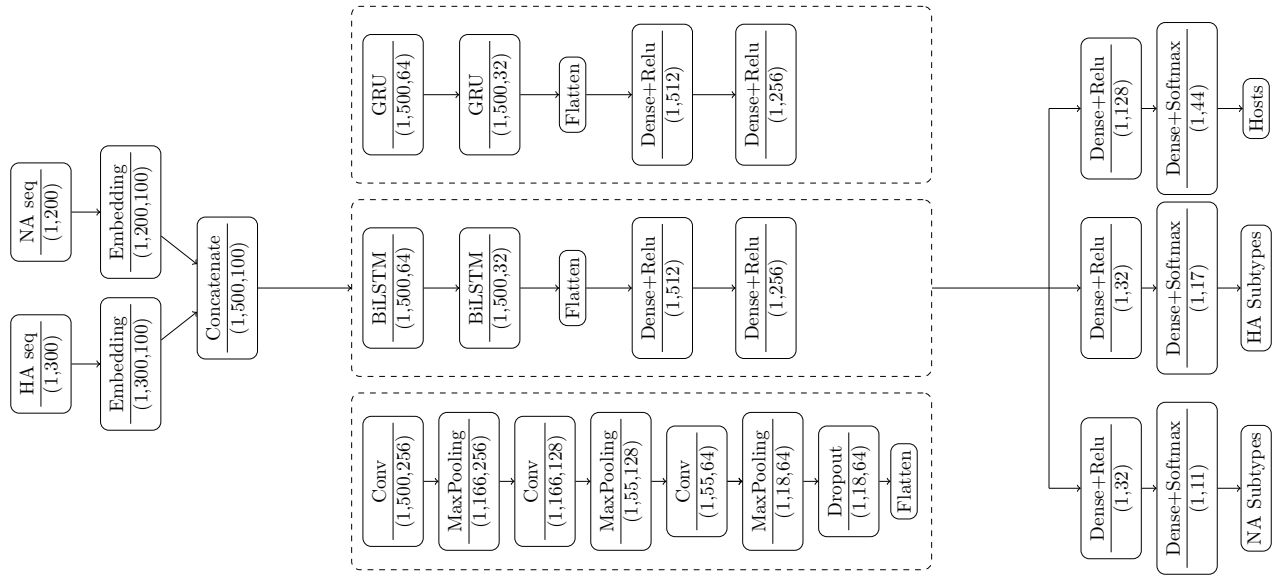 HA seq
(1,300)
NA seq
(1,200)
Embedding
(1,300,100)
Embedding
(1,200,100)
Concatenate
(1,500,100)
Conv
(1,500,256)
MaxPooling
(1,166,256)
Conv
(1,166,128)
MaxPooling
(1,55,128)
Conv
(1,55,64)
MaxPooling
(1,18,64)
Dropout
(1,18,64)
Flatten
BiLSTM
(1,500,64)
BiLSTM
(1,500,32)
Flatten
Dense+Relu
(1,512)
Dense+Relu
(1,256)
GRU
(1,500,64)
GRU
(1,500,32)
Flatten
Dense+Relu
(1,512)
Dense+Relu
(1,256)
Dense+Relu
(1,32)
Dense+Softmax
(1,11)
NA Subtypes
Dense+Relu
(1,32)
Dense+Softmax
(1,17)
HA Subtypes
Dense+Relu
(1,128)
Dense+Softmax
(1,44)
Hosts